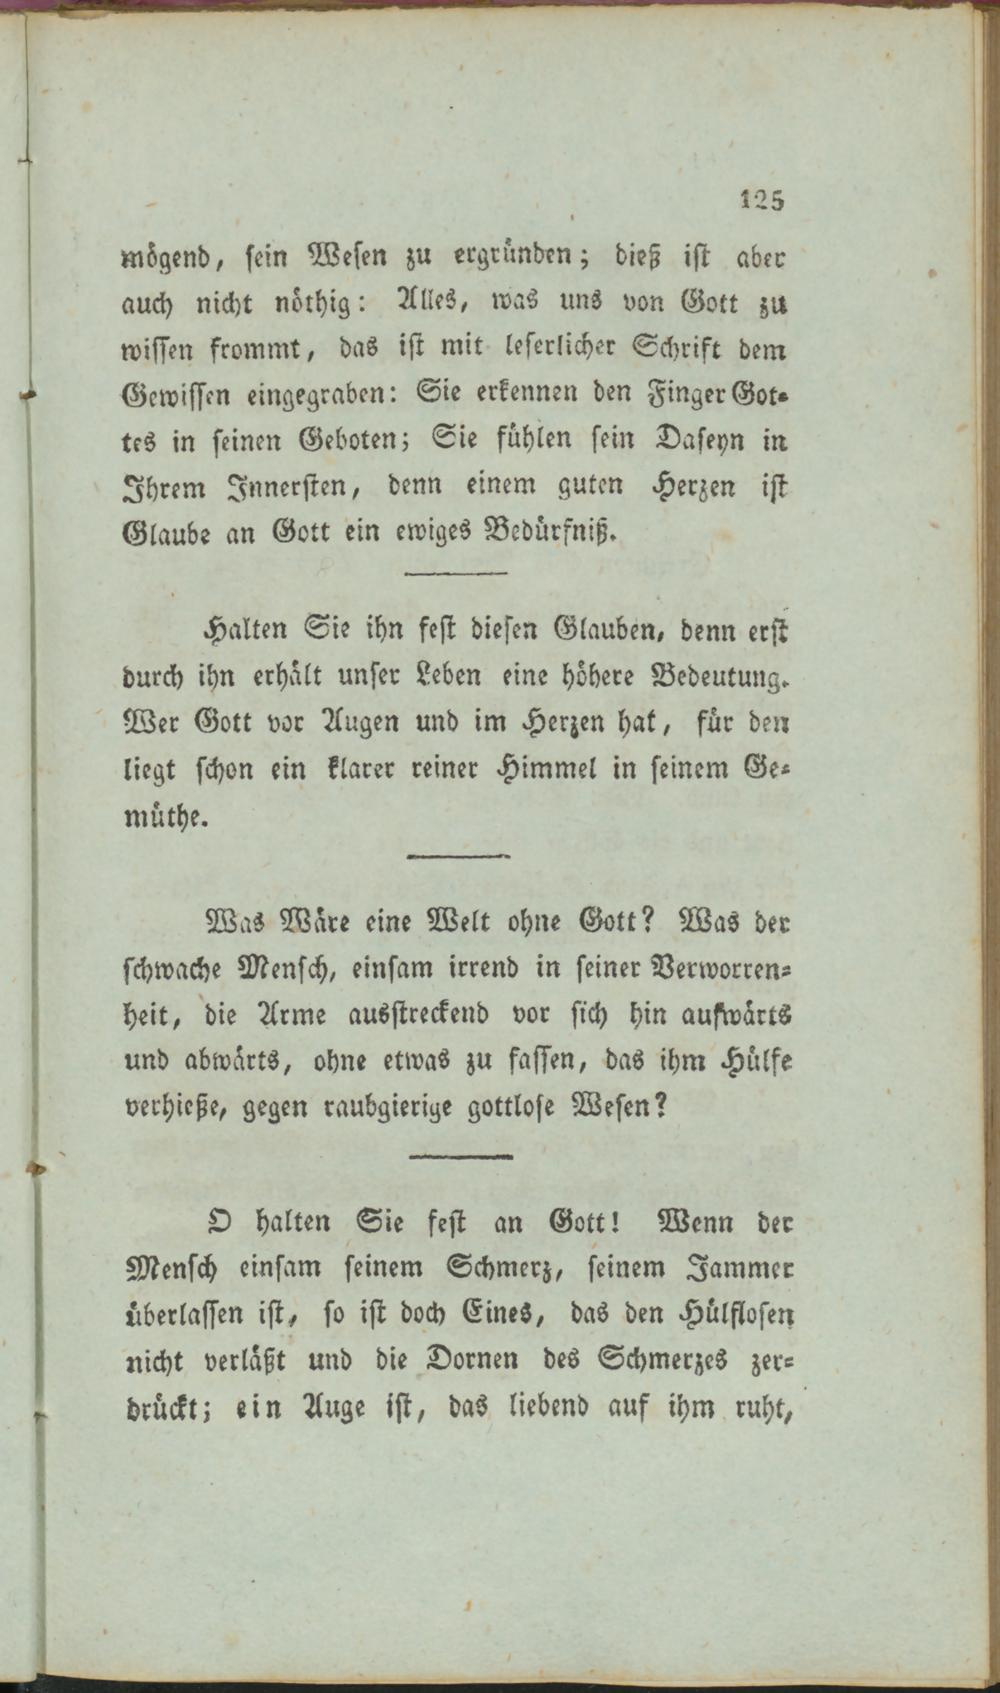 125
mögend, sein Wesen zu ergründen; dieß ist aber
auch nicht nöthig: Alles, was uns von Gott zu
wissen frommt, das ist mit leserlicher Schrift dem
Gewissen eingegraben: Sie erkennen den Finger Got-
tes in seinen Geboten; Sie fühlen sein Daseyn in
Ihrem Innersten, denn einem guten Herzen ist
Glaube an Gott ein ewiges Bedürfniß.
Halten Sie ihn fest diesen Glauben, denn erst
durch ihn erhält unser Leben eine höhere Bedeutung.
Wer Gott vor Augen und im Herzen hat, für den
liegt schon ein klarer reiner Himmel in seinem Ge-
müthe.
Was Wäre eine Welt ohne Gott? Was der
schwache Mensch, einsam irrend in seiner Verworren-
heit, die Arme ausstreckend vor sich hin aufwärts
und abwärts, ohne etwas zu fassen, das ihm Hülfe
verhieße, gegen raubgierige gottlose Wesen?
O halten Sie fest an Gott! Wenn der
Mensch einsam seinem Schmerz, seinem Jammer
überlassen ist, so ist doch Eines, das den Hülflosen
nicht verläßt und die Dornen des Schmerzes zer-
drückt; ein Auge ist, das liebend auf ihm ruht,